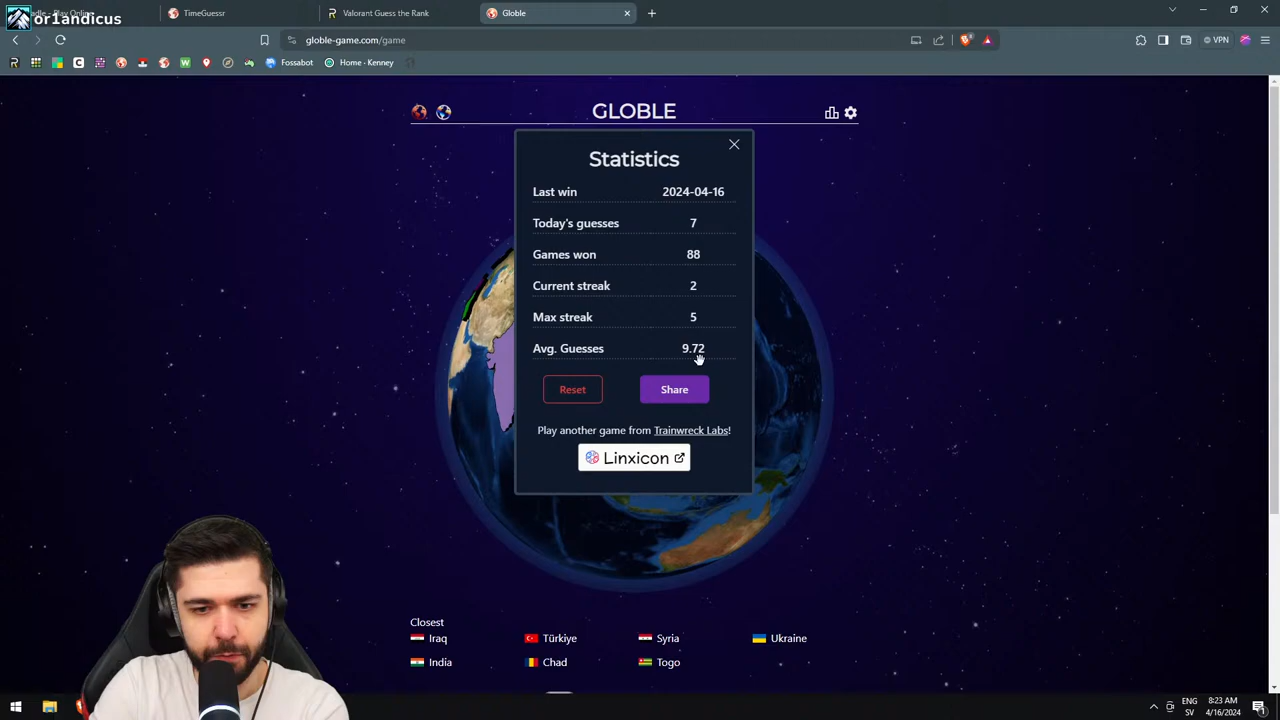 or1andicus
TimeGuessr
Valorant Guess the Rank
Globle
globle-game.com/game
VPN
Fossabot
Home · Kenney
GLOBLE
Statistics
Last win 2024-04-16
Today's guesses 7
Games won 88
Current streak 2
Max streak 5
Avg. Guesses 9.72
Reset Share
Play another game from Trainwreck Labs!
Linxicon
Closest
Iraq Türkiye Syria Ukraine
India Chad Togo
ENG 8:23 AM
SV 4/16/2024